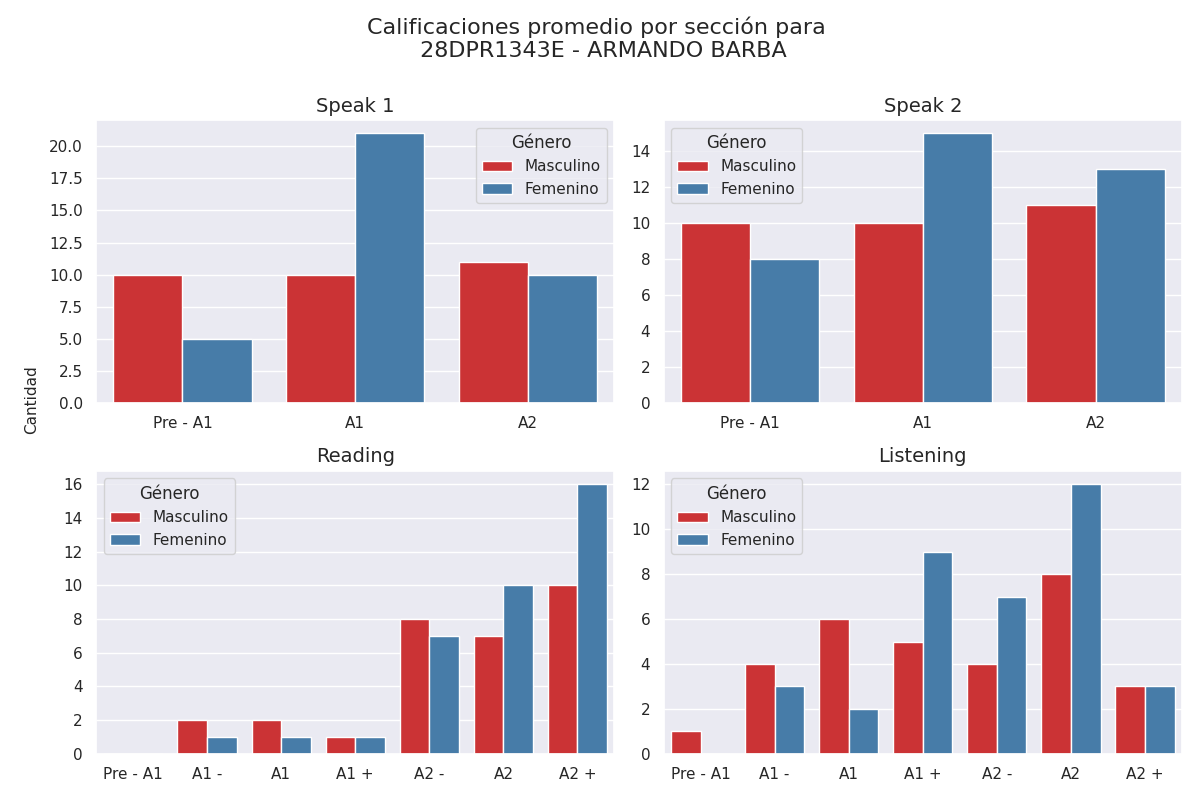 Calificaciones promedio por sección para
28DPR1343E - ARMANDO BARBA
Speak 1
Género
Masculino
Femenino
20.0
17.5
15.0
12.5
10.0
7.5
5.0
2.5
0.0
Pre - A1 A1 A2
Speak 2
Género
Masculino
Femenino
14
12
10
8
6
4
2
0
Pre - A1 A1 A2
Cantidad
Reading
Género
Masculino
Femenino
16
14
12
10
8
6
4
2
0
Pre - A1 A1 - A1 A1 + A2 - A2 A2 +
Listening
Género
Masculino
Femenino
12
10
8
6
4
2
0
Pre - A1 A1 - A1 A1 + A2 - A2 A2 +